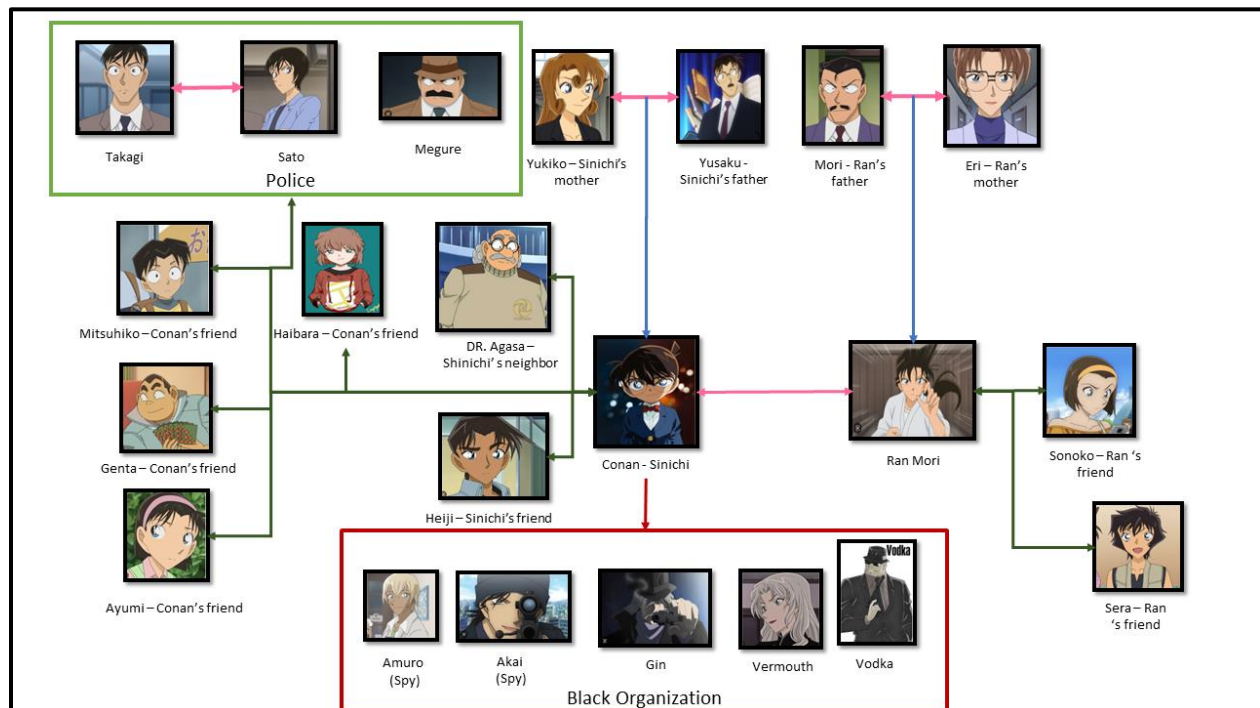 Takagi
Sato
Megure
Police
Yukiko – Sinichi's
mother
Yusaku -
Sinichi's father
Mori - Ran's
father
Eri – Ran's
mother
Mitsuhiko – Conan's friend
Haibara – Conan's friend
DR. Agasa –
Shinichi's neighbor
Genta – Conan's friend
Heiji – Sinichi's friend
Conan - Sinichi
Ran Mori
Sonoko – Ran 's
friend
Ayumi – Conan's friend
Sera – Ran
's friend
Vodka
Amuro
(Spy)
Akai
(Spy)
Gin
Vermouth
Vodka
Black Organization